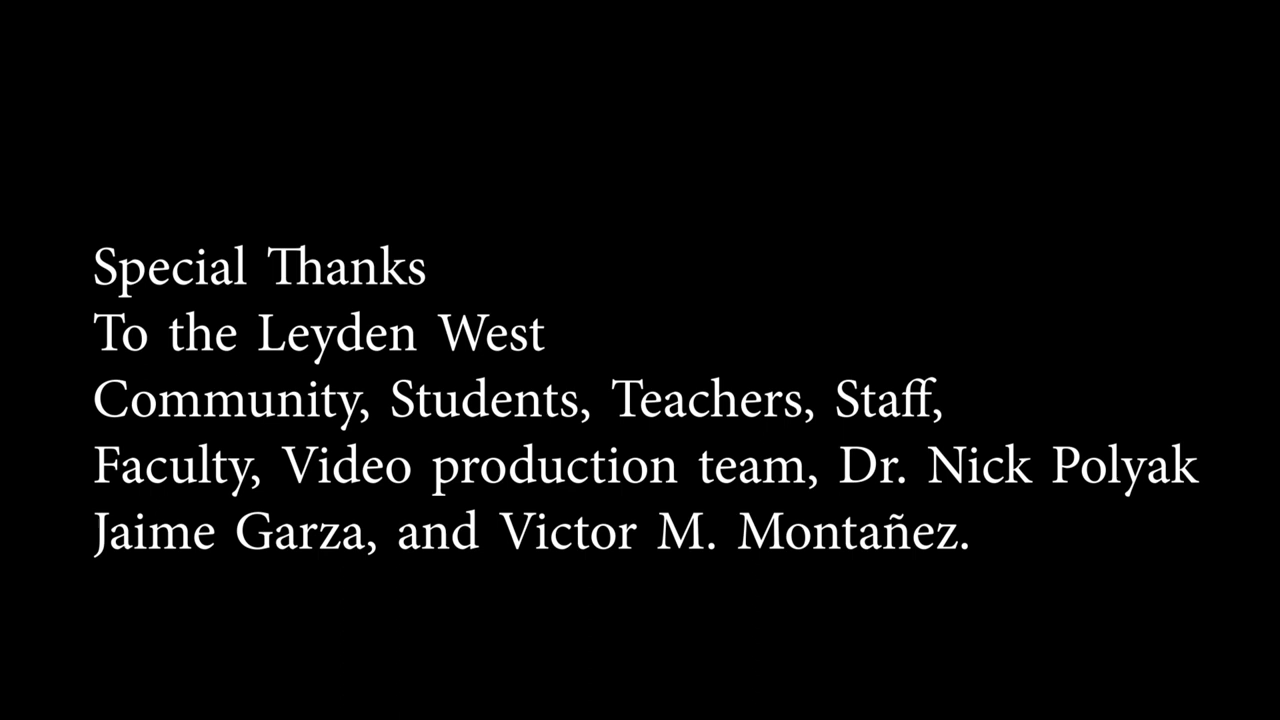 Special Thanks
To the Leyden West
Community, Students, Teachers, Staff,
Faculty, Video production team, Dr. Nick Polyak
Jaime Garza, and Victor M. Montañez.